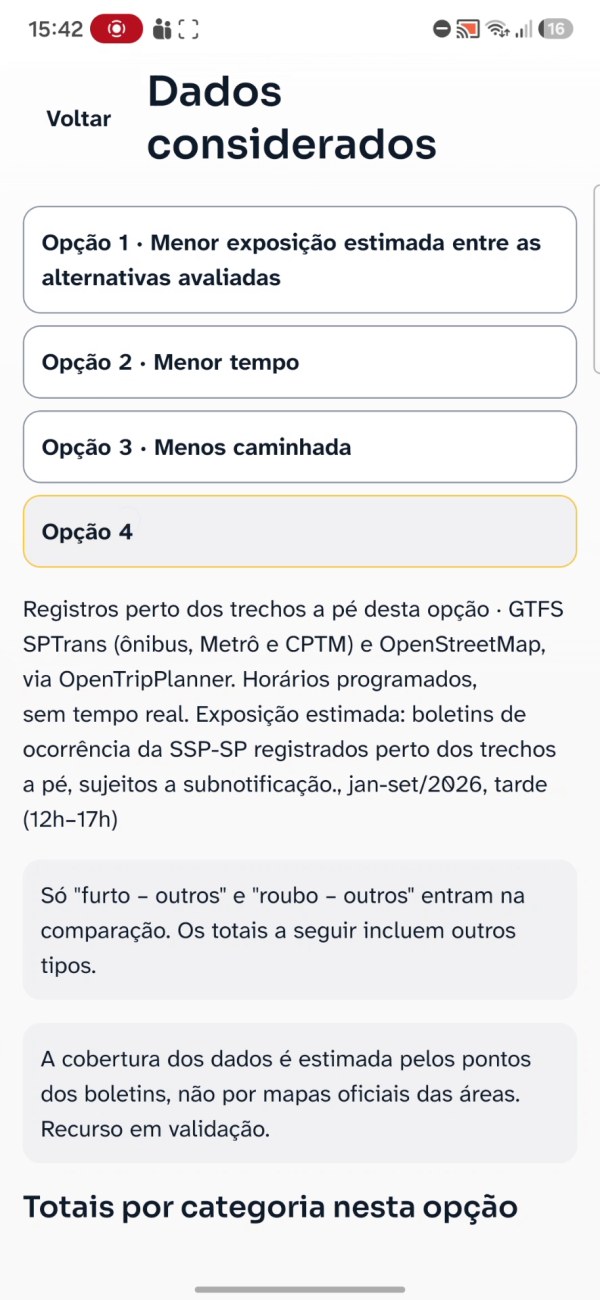 15:42
16
Voltar
Dados
considerados
Opção 1 · Menor exposição estimada entre as
alternativas avaliadas
Opção 2 · Menor tempo
Opção 3 · Menos caminhada
Opção 4
Registros perto dos trechos a pé desta opção · GTFS
SPTrans (ônibus, Metrô e CPTM) e OpenStreetMap,
via OpenTripPlanner. Horários programados,
sem tempo real. Exposição estimada: boletins de
ocorrência da SSP-SP registrados perto dos trechos
a pé, sujeitos a subnotificação., jan-set/2026, tarde
(12h–17h)
Só "furto – outros" e "roubo – outros" entram na
comparação. Os totais a seguir incluem outros
tipos.
A cobertura dos dados é estimada pelos pontos
dos boletins, não por mapas oficiais das áreas.
Recurso em validação.
Totais por categoria nesta opção